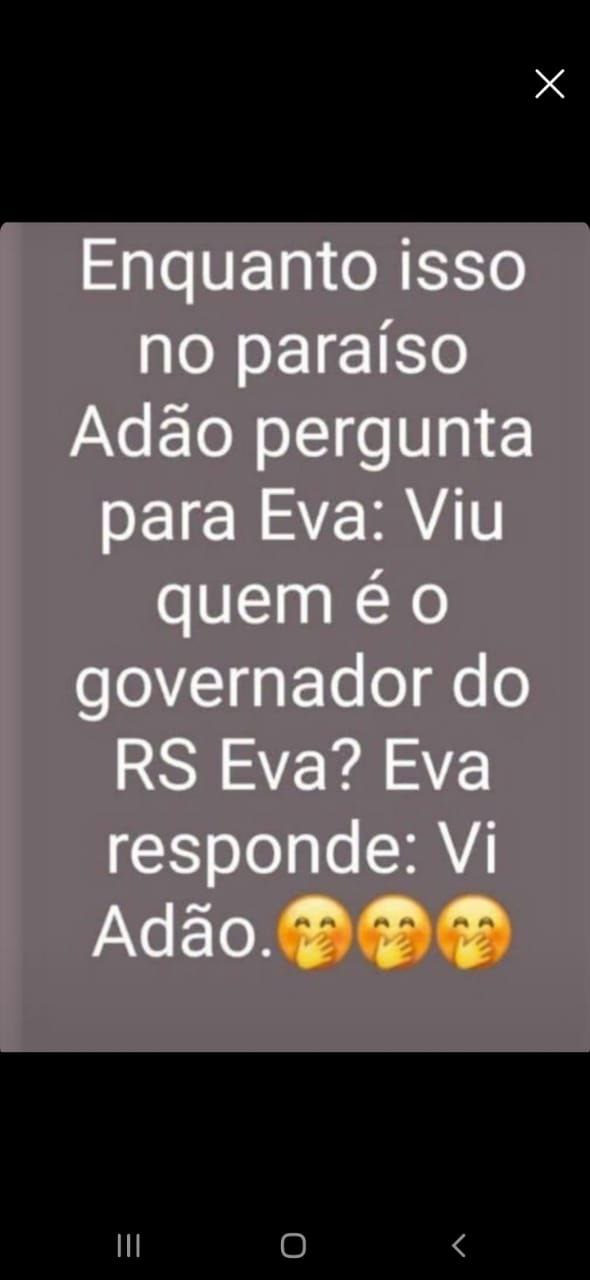 Enquanto isso
no paraíso
Adão pergunta
para Eva: Viu
quem é o
governador do
RS Eva? Eva
responde: Vi
Adão.🤭🤭🤭